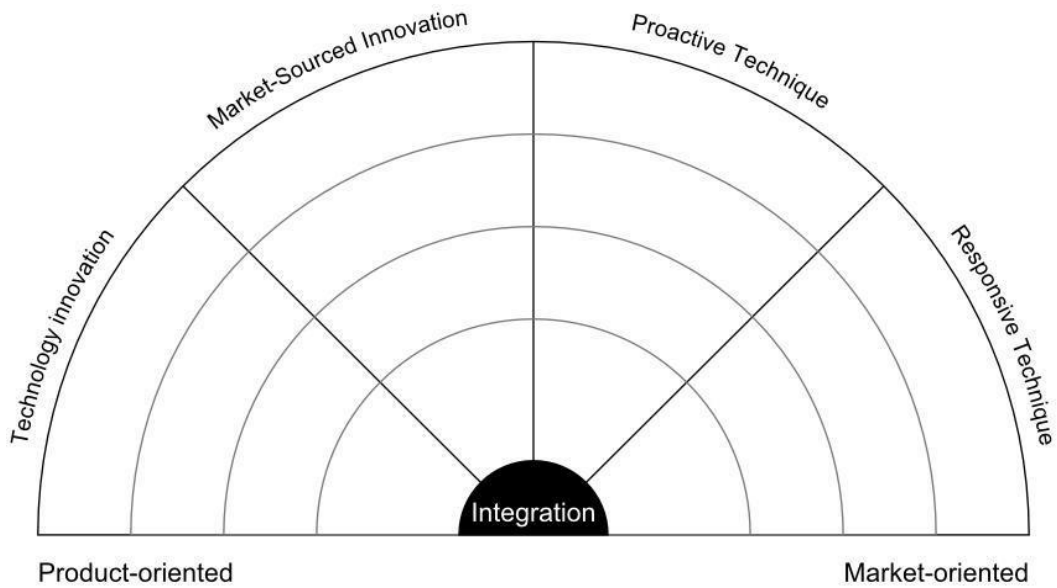 Market-Sourced Innovation
Proactive Technique
Technology innovation
Responsive Technique
Integration
Product-oriented
Market-oriented